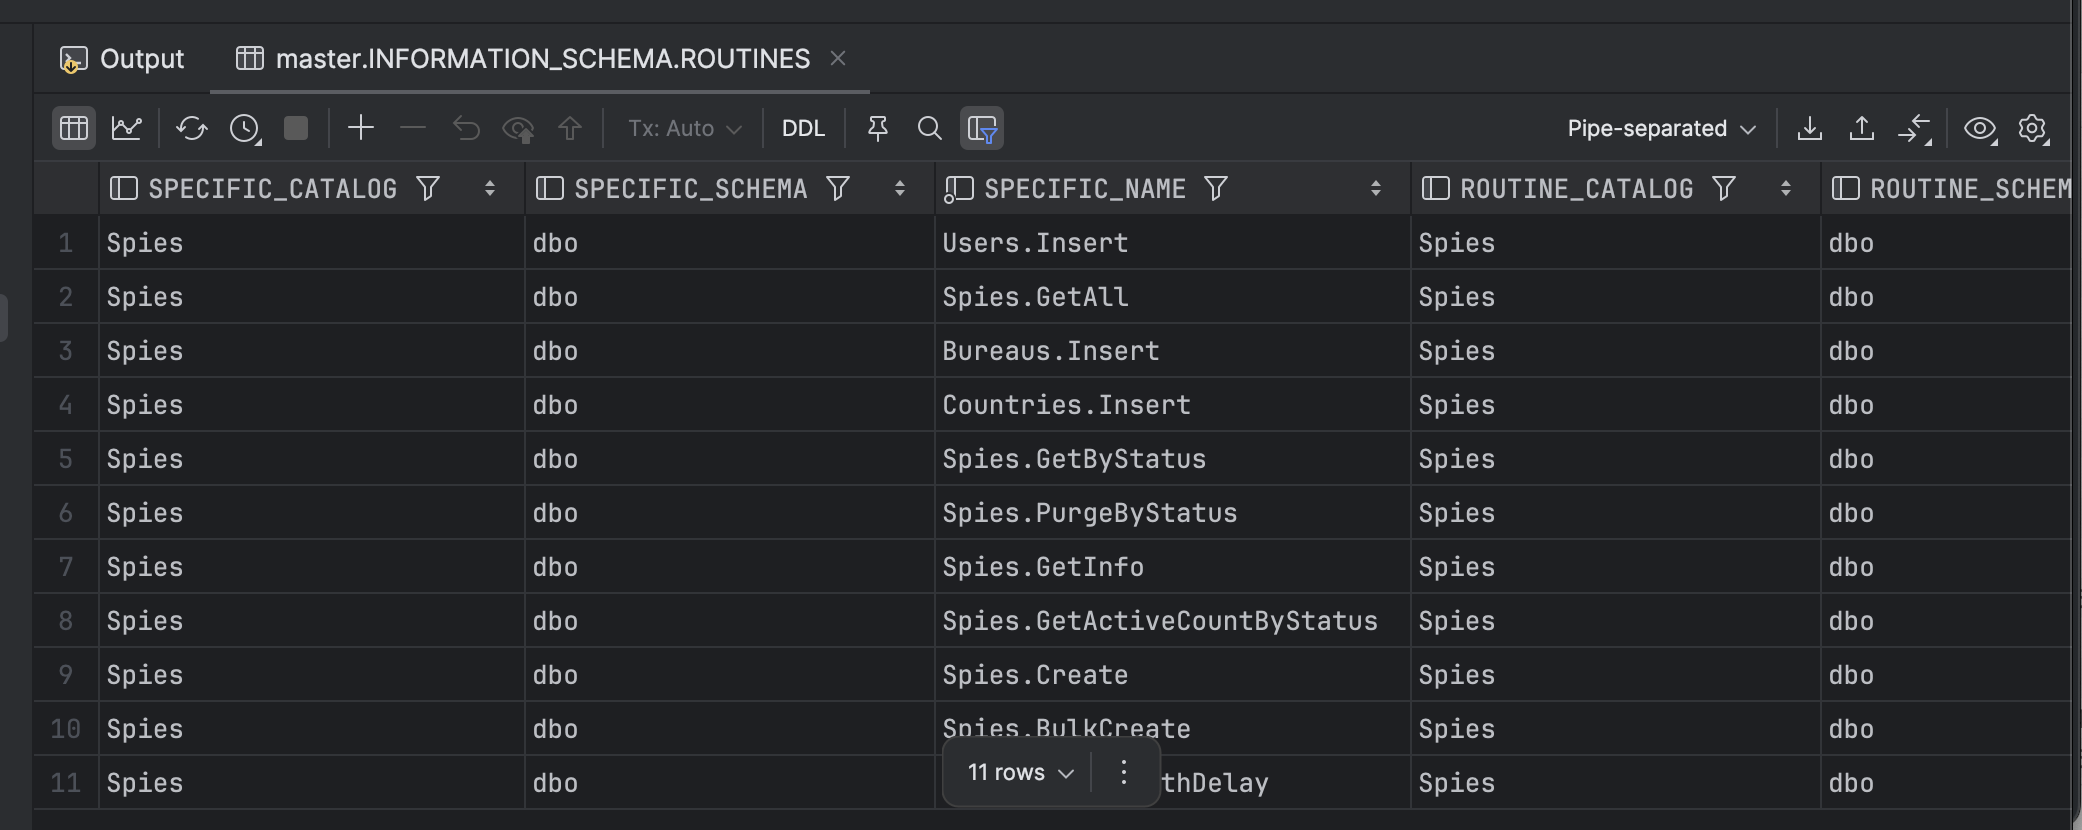 Output master.INFORMATION_SCHEMA.ROUTINES
Tx: Auto DDL Pipe-separated
SPECIFIC_CATALOG SPECIFIC_SCHEMA SPECIFIC_NAME ROUTINE_CATALOG ROUTINE_SCHEM
1 Spies dbo Users.Insert Spies dbo
2 Spies dbo Spies.GetAll Spies dbo
3 Spies dbo Bureaus.Insert Spies dbo
4 Spies dbo Countries.Insert Spies dbo
5 Spies dbo Spies.GetByStatus Spies dbo
6 Spies dbo Spies.PurgeByStatus Spies dbo
7 Spies dbo Spies.GetInfo Spies dbo
8 Spies dbo Spies.GetActiveCountByStatus Spies dbo
9 Spies dbo Spies.Create Spies dbo
10 Spies dbo Spies.BulkCreate Spies dbo
11 Spies dbo thDelay Spies dbo
11 rows